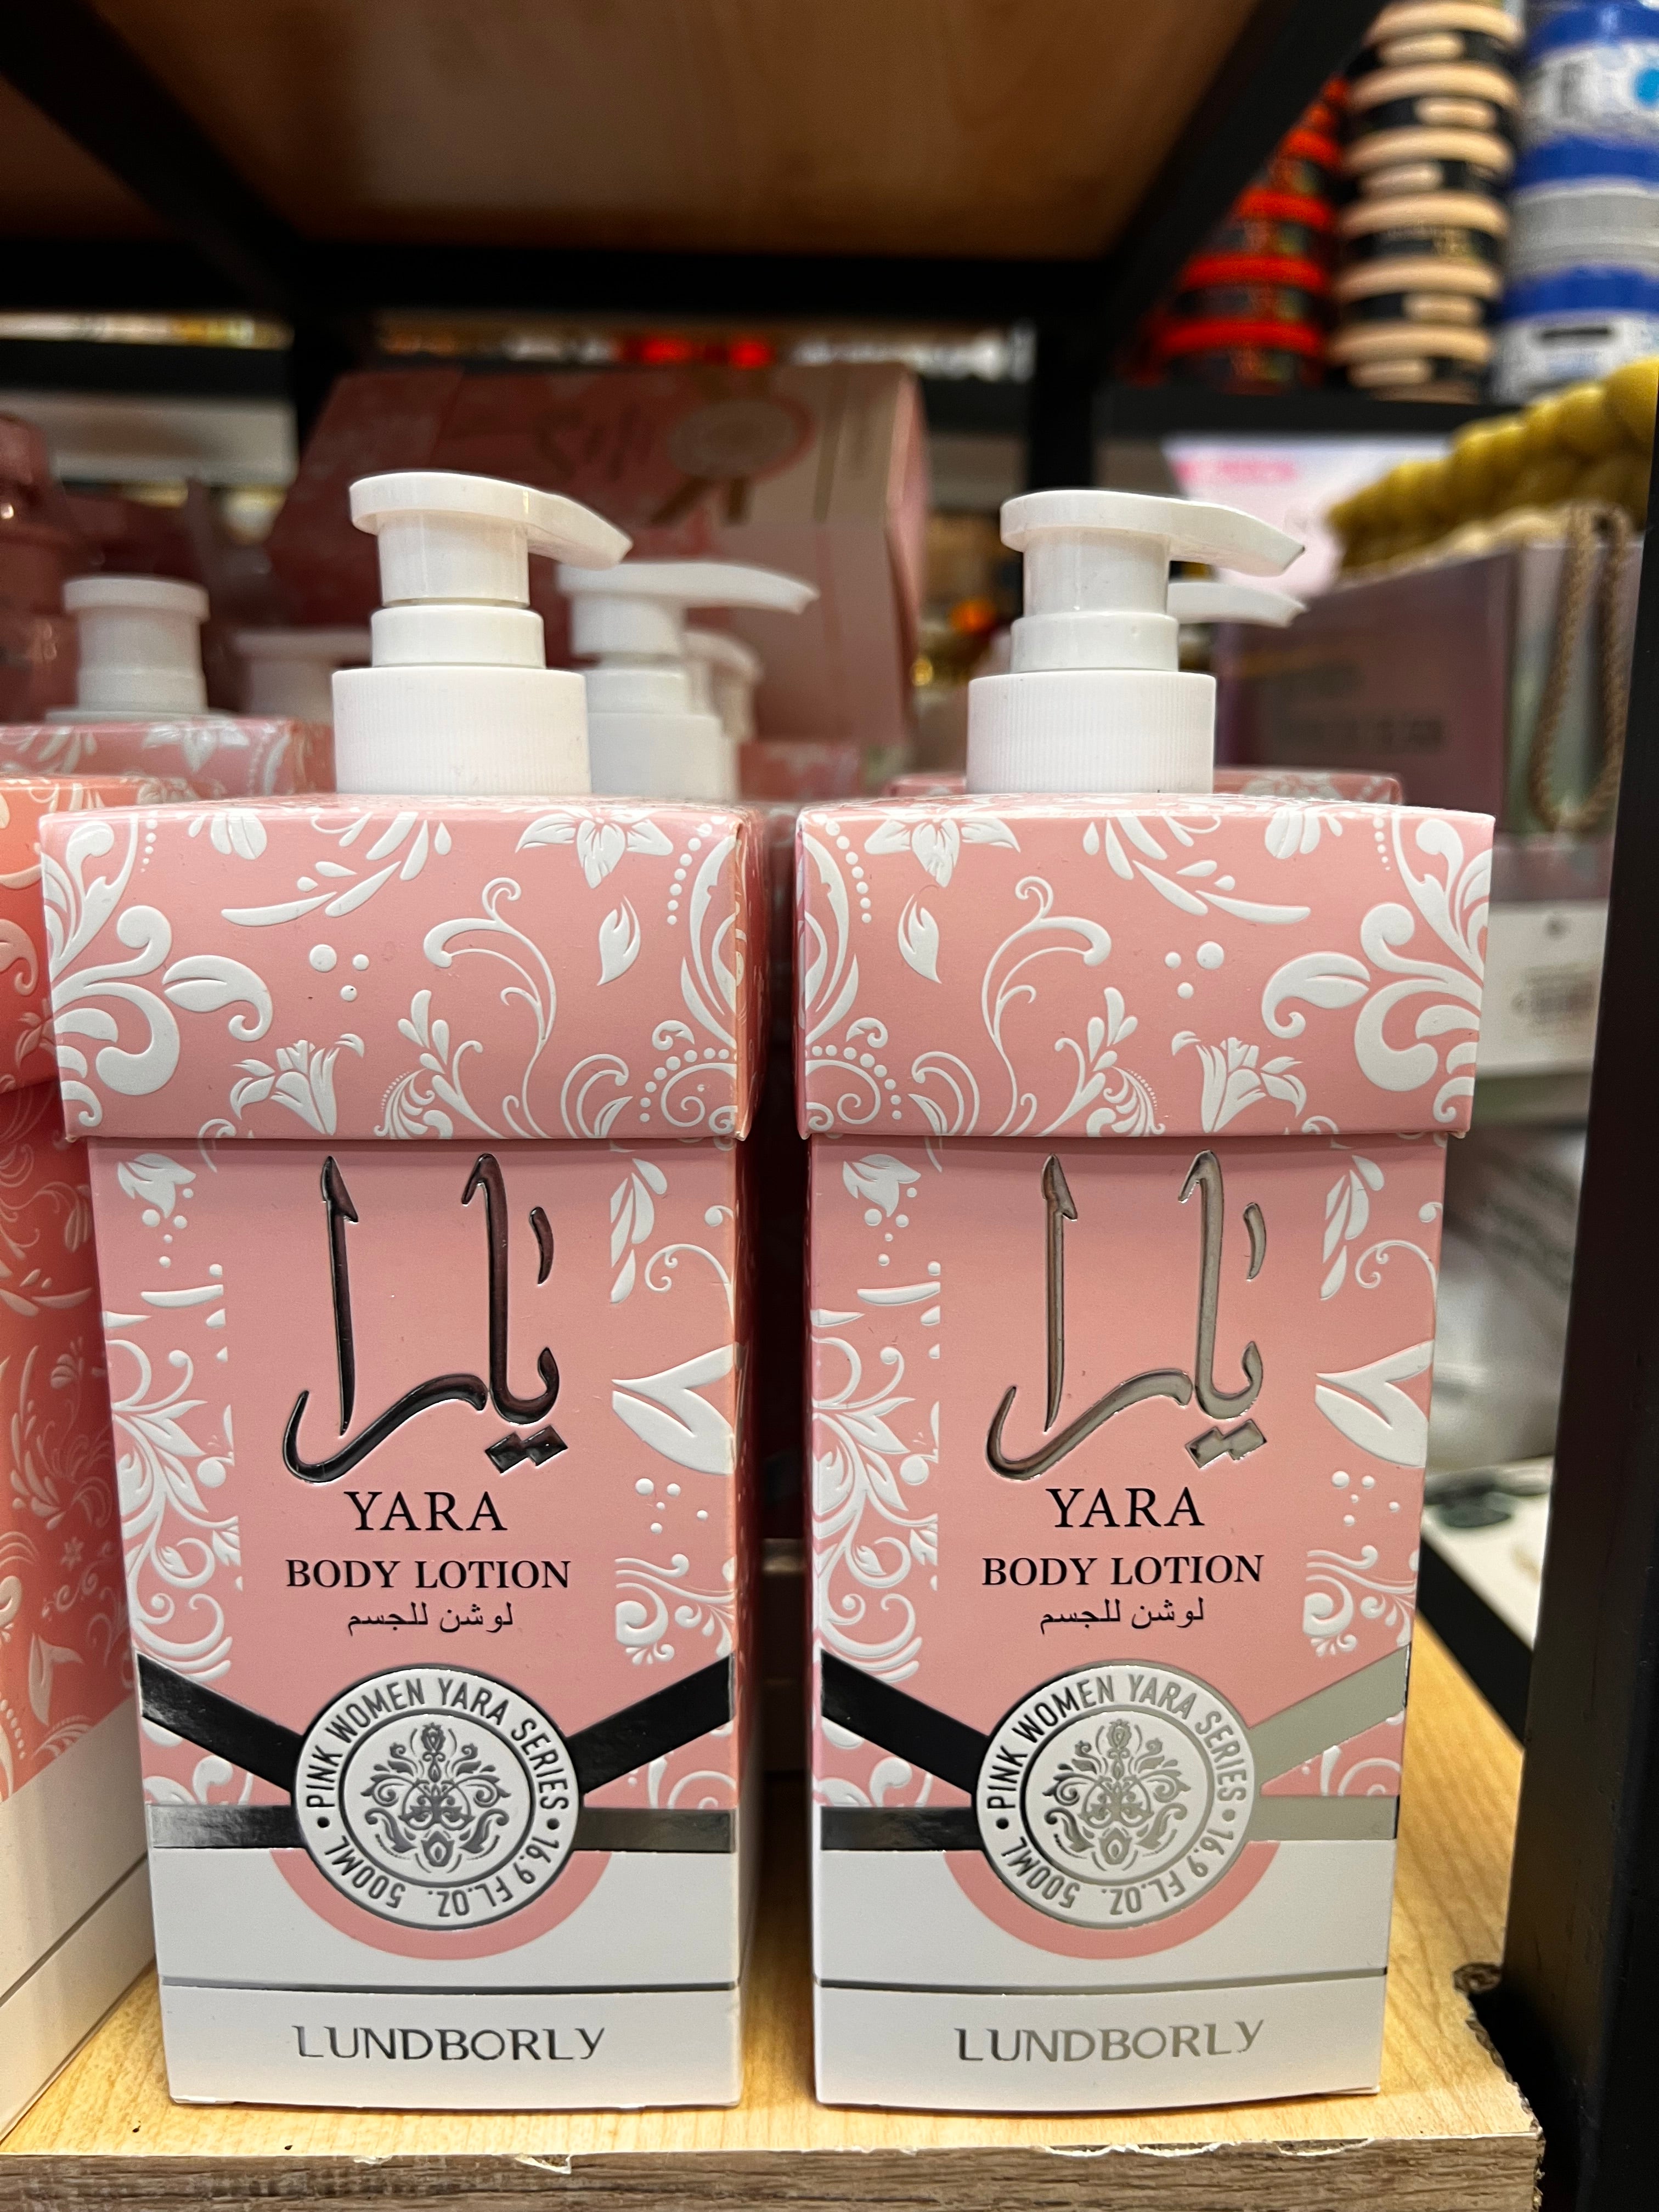 يارا
YARA
BODY LOTION
لوشن للجسم
PINK WOMEN YARA SERIES • 16.9 FL.OZ. 500ML •
LUNDBORLY
يارا
YARA
BODY LOTION
لوشن للجسم
PINK WOMEN YARA SERIES • 16.9 FL.OZ. 500ML •
LUNDBORLY